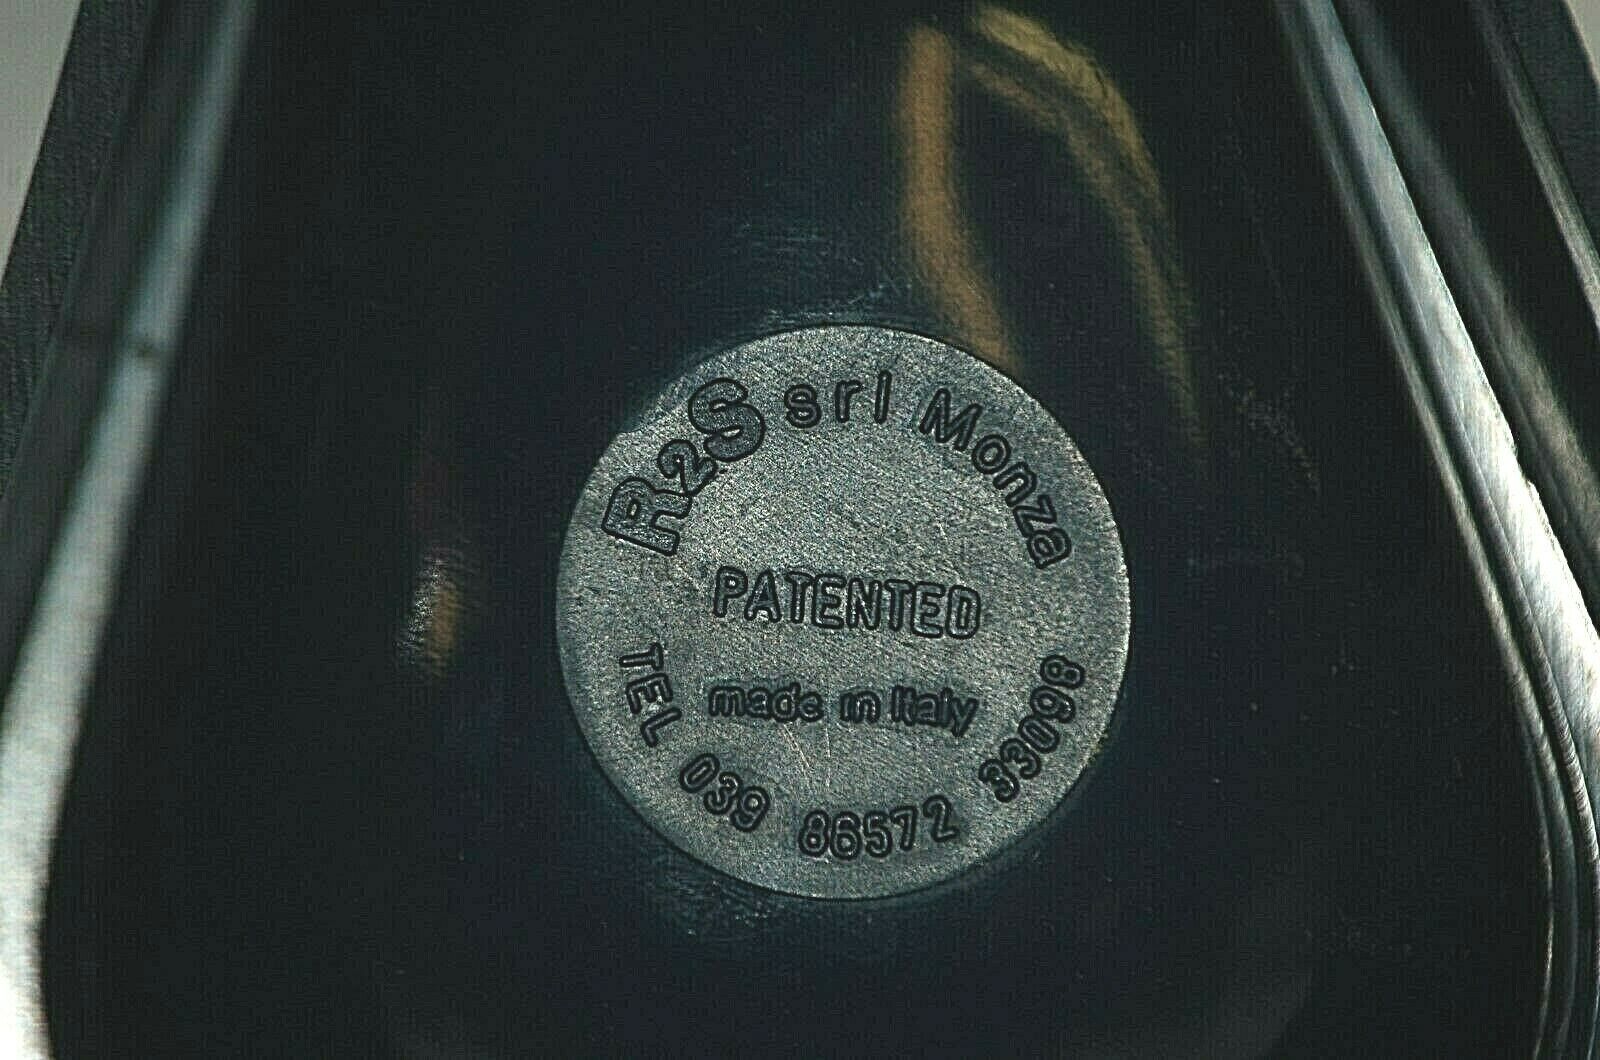 R2S srl Monza
PATENTED
made in Italy
TEL 039 86572 33098